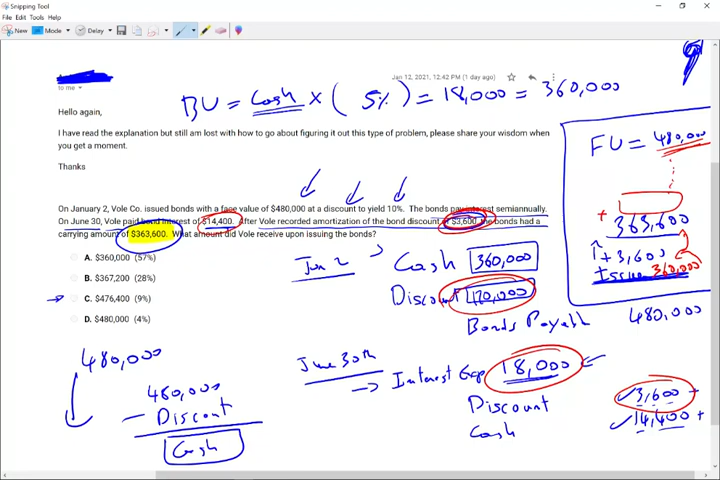 Snipping Tool
File Edit Tools Help
New Mode Delay
to me
Jan 12, 2021, 12:42 PM (1 day ago)
BV = Cash × ( 5% ) = 18,000 = 360,000
Hello again,
I have read the explanation but still am lost with how to go about figuring it out this type of problem, please share your wisdom when
you get a moment.
Thanks
FV = 480,000
+ 363,600
+3,600
Issue 360,000
On January 2, Vole Co. issued bonds with a face value of $480,000 at a discount to yield 10%. The bonds pay interest semiannually.
On June 30, Vole paid bond interest of $14,400. After Vole recorded amortization of the bond discount of $3,600, the bonds had a
carrying amount of $363,600. What amount did Vole receive upon issuing the bonds?
A. $360,000 (57%)
B. $367,200 (28%)
C. $476,400 (9%)
D. $480,000 (4%)
Jan 2
Cash 360,000
Discount 120,000
Bonds Payable 480,000
480,000
480,000
- Discount
Cash
June 30th
Interest Exp 18,000
Discount 3,600
Cash 14,400 +